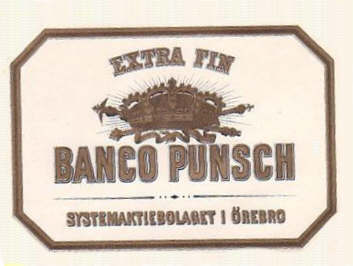 EXTRA FIN
BANCO PUNSCH
SYSTEMAKTIEBOLAGET I ÖREBRO